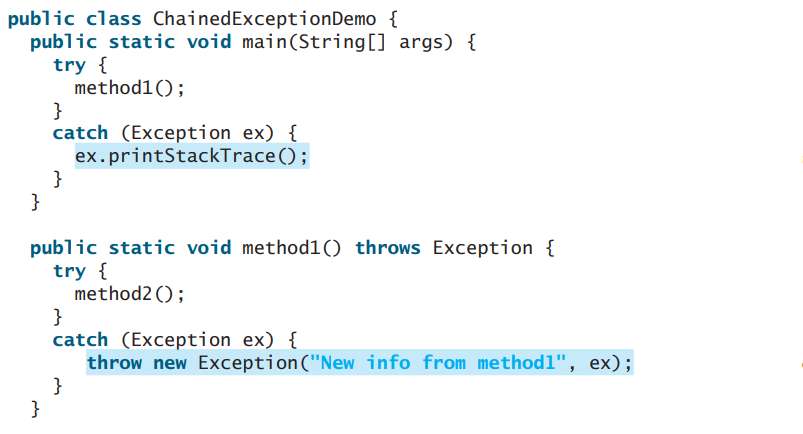 public class ChainedExceptionDemo {
  public static void main(String[] args) {
    try {
      method1();
    }
    catch (Exception ex) {
      ex.printStackTrace();
    }
  }

  public static void method1() throws Exception {
    try {
      method2();
    }
    catch (Exception ex) {
       throw new Exception("New info from method1", ex);
    }
  }